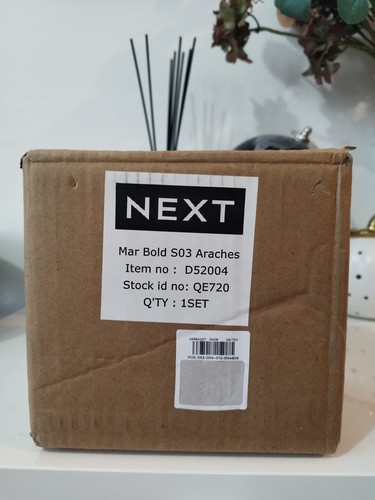 NEXT
Mar Bold S03 Araches
Item no : D52004
Stock id no: QE720
Q'TY : 1SET